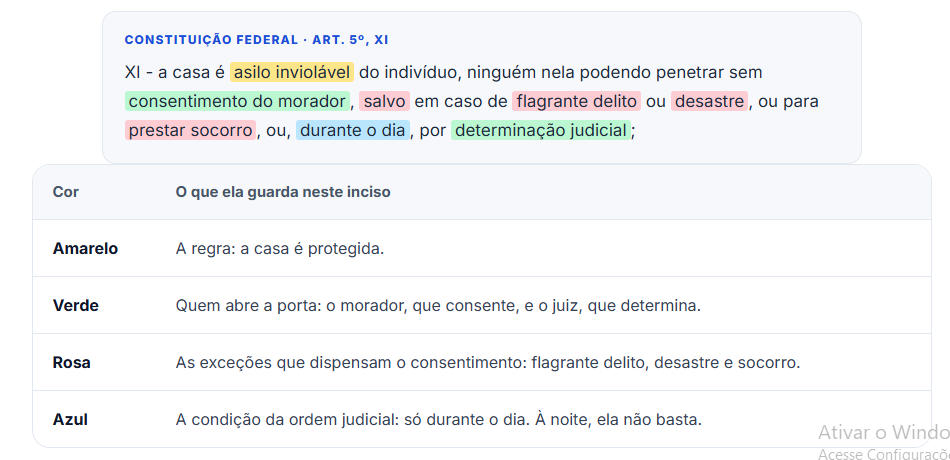 CONSTITUIÇÃO FEDERAL · ART. 5º, XI
XI - a casa é asilo inviolável do indivíduo, ninguém nela podendo penetrar sem
consentimento do morador, salvo em caso de flagrante delito ou desastre, ou para
prestar socorro, ou, durante o dia, por determinação judicial;
Cor O que ela guarda neste inciso
Amarelo A regra: a casa é protegida.
Verde Quem abre a porta: o morador, que consente, e o juiz, que determina.
Rosa As exceções que dispensam o consentimento: flagrante delito, desastre e socorro.
Azul A condição da ordem judicial: só durante o dia. À noite, ela não basta.
Ativar o Windo
Acesse Configuraçõ